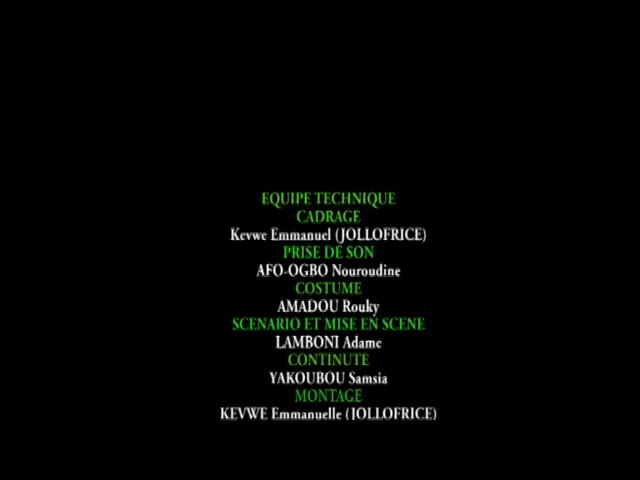 EQUIPE TECHNIQUE
CADRAGE
Kevwe Emmanuel (JOLLOFRICE)
PRISE DE SON
AFO-OGBO Nouroudine
COSTUME
AMADOU Rouky
SCENARIO ET MISE EN SCENE
LAMBONI Adame
CONTINUTE
YAKOUBOU Samsia
MONTAGE
KEVWE Emmanuelle (JOLLOFRICE)